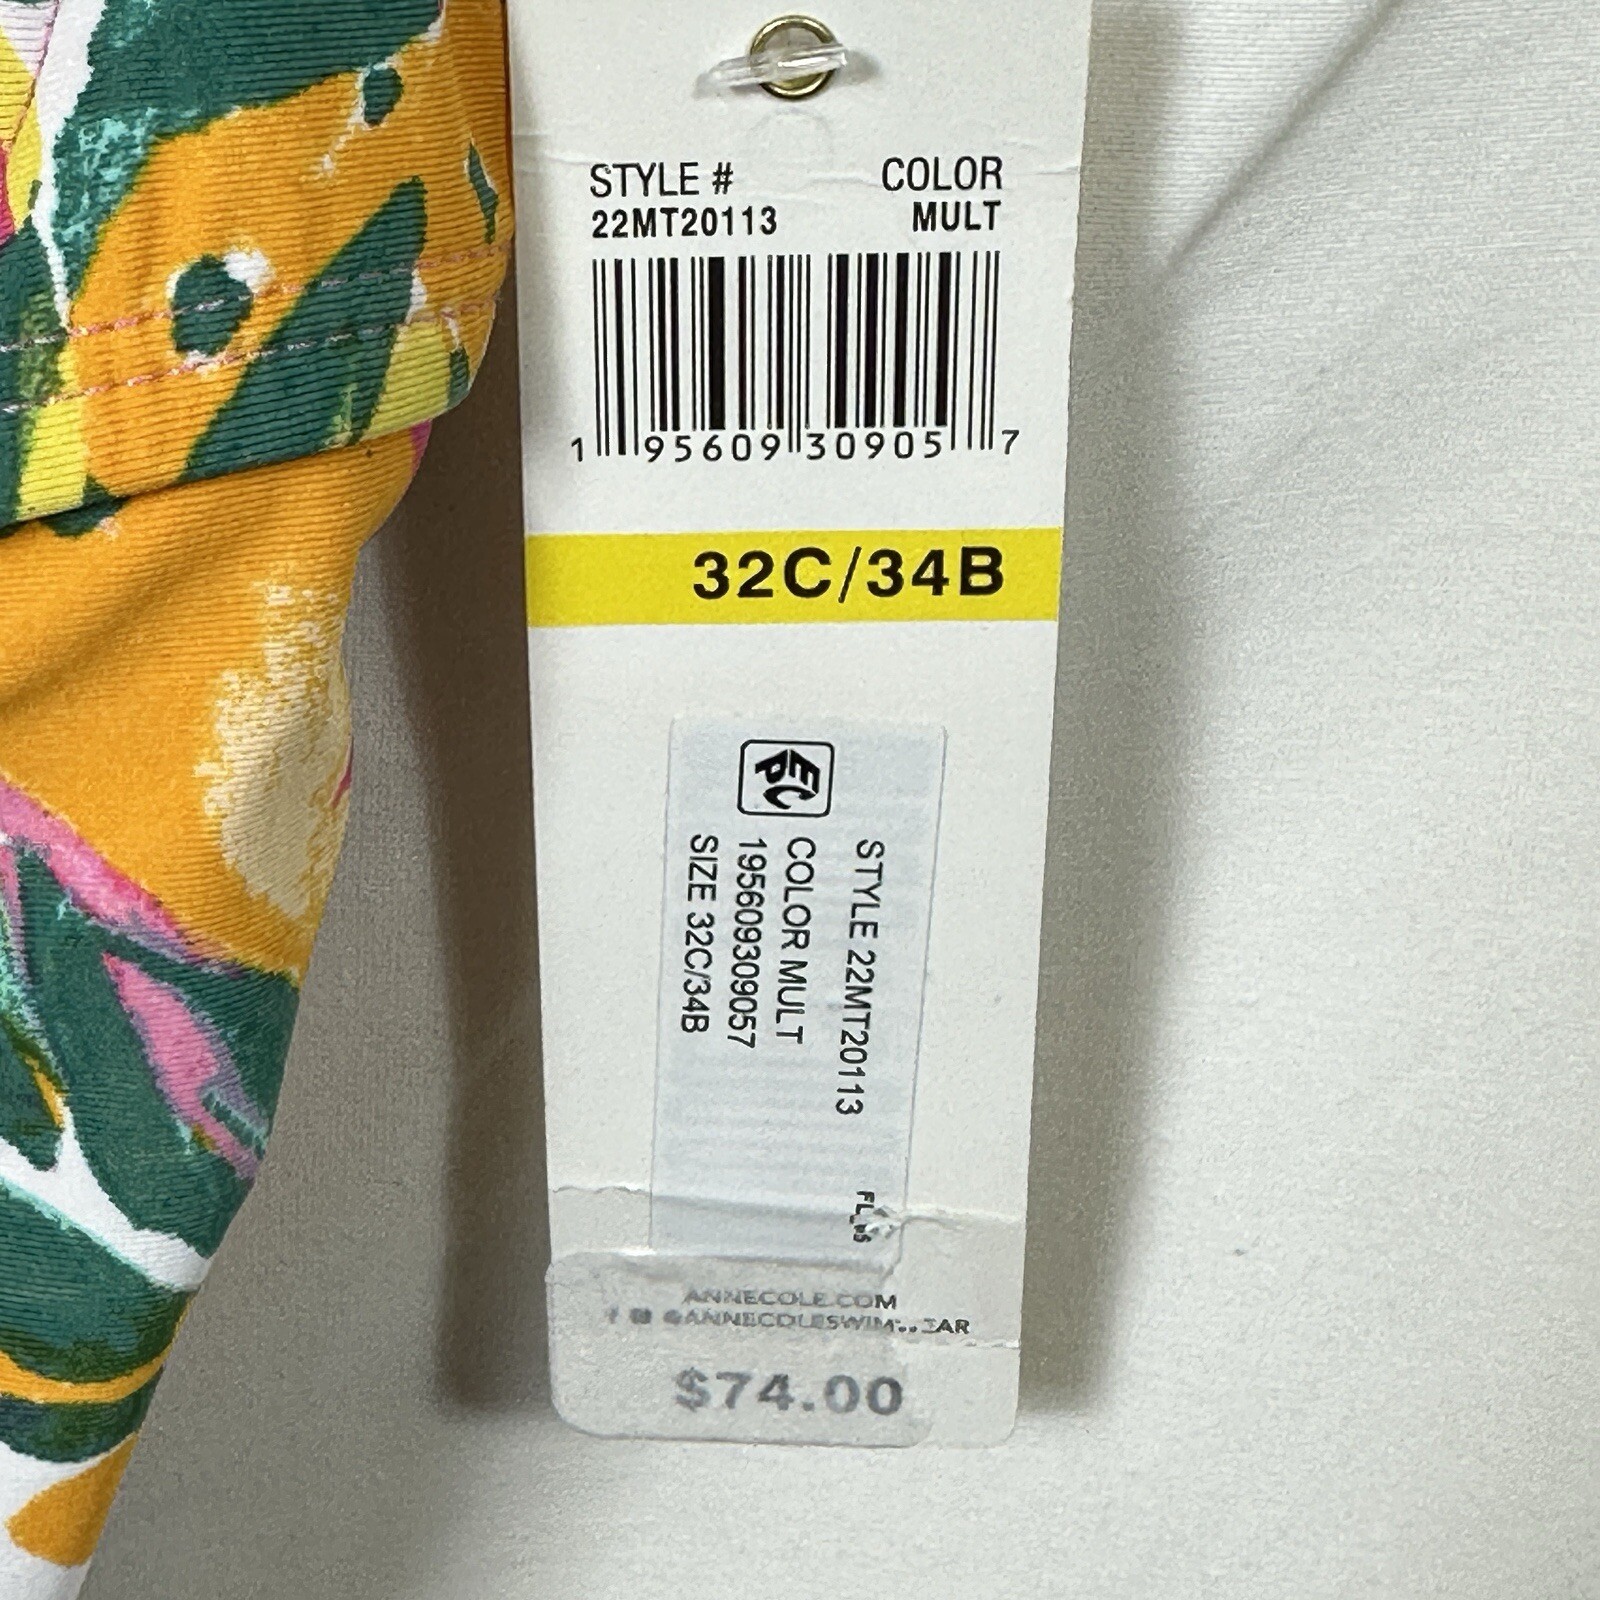 STYLE # COLOR
22MT20113 MULT
1 95609 30905 7
32C/34B
EPC
STYLE 22MT20113
COLOR MULT
195609309057
SIZE 32C/34B
ANNECOLE.COM
$74.00